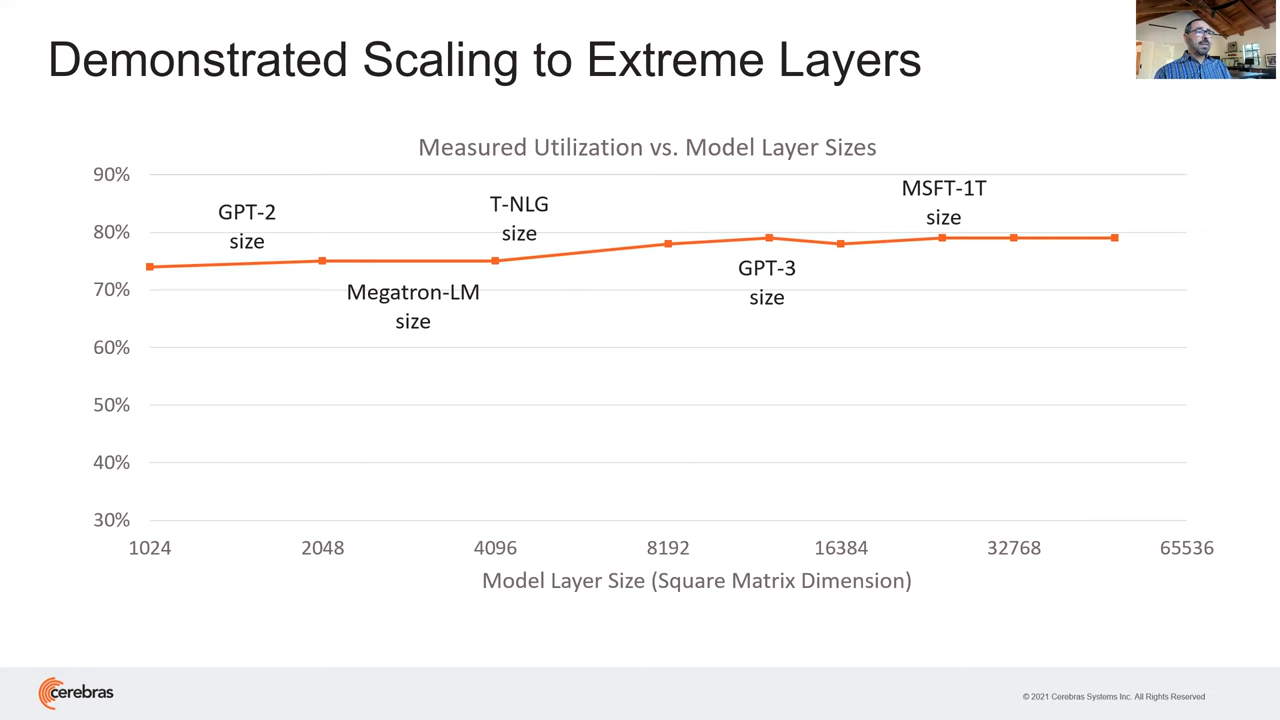 Demonstrated Scaling to Extreme Layers
Measured Utilization vs. Model Layer Sizes
90%
80%
70%
60%
50%
40%
30%
GPT-2
size
Megatron-LM
size
T-NLG
size
GPT-3
size
MSFT-1T
size
1024
2048
4096
8192
16384
32768
65536
Model Layer Size (Square Matrix Dimension)
cerebras
© 2021 Cerebras Systems Inc. All Rights Reserved